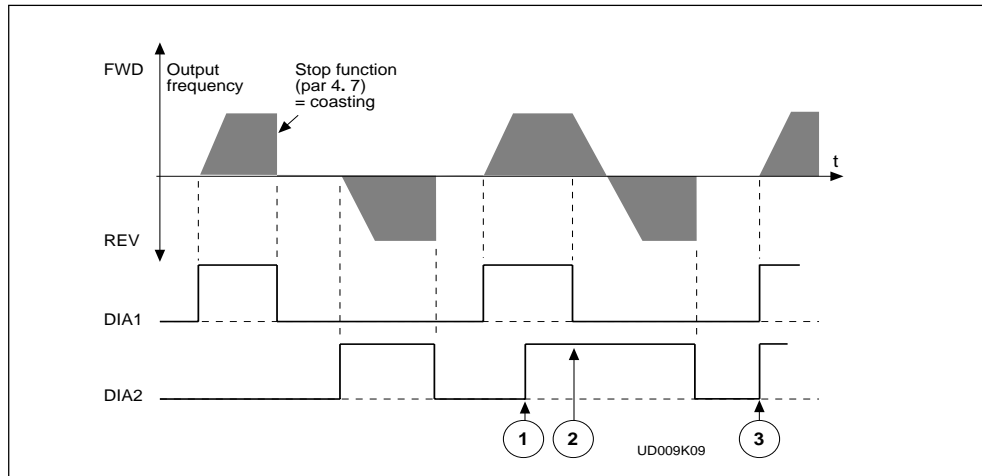 FWD
Output
frequency
Stop function
(par 4. 7)
= coasting
t
REV
DIA1
DIA2
1
2
3
UD009K09